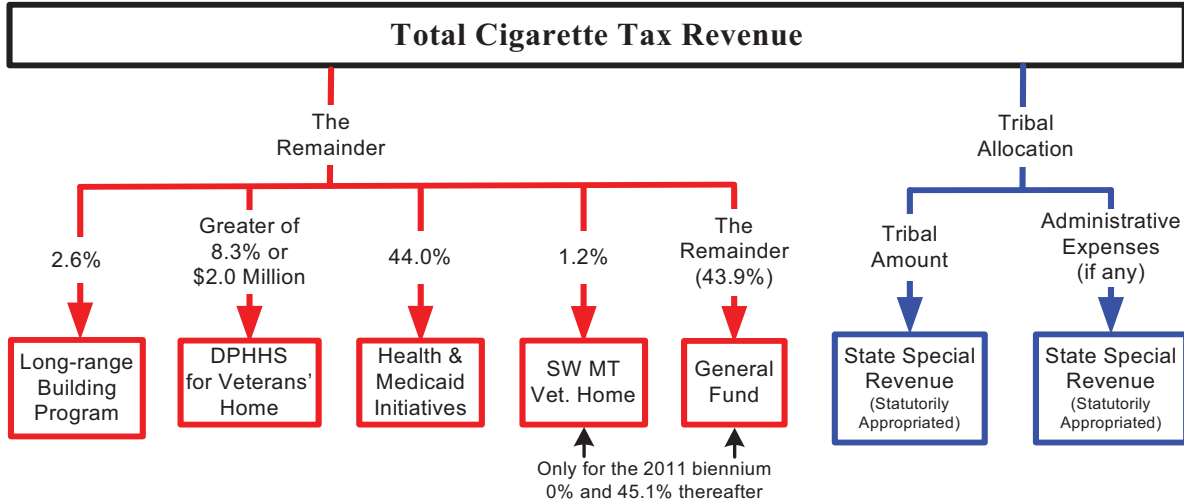 Total Cigarette Tax Revenue
The
Remainder
Tribal
Allocation
2.6%
Greater of
8.3% or
$2.0 Million
44.0%
1.2%
The
Remainder
(43.9%)
Tribal
Amount
Administrative
Expenses
(if any)
Long-range
Building
Program
DPHHS
for Veterans'
Home
Health &
Medicaid
Initiatives
SW MT
Vet. Home
General
Fund
State Special
Revenue
(Statutorily
Appropriated)
State Special
Revenue
(Statutorily
Appropriated)
Only for the 2011 biennium
0% and 45.1% thereafter